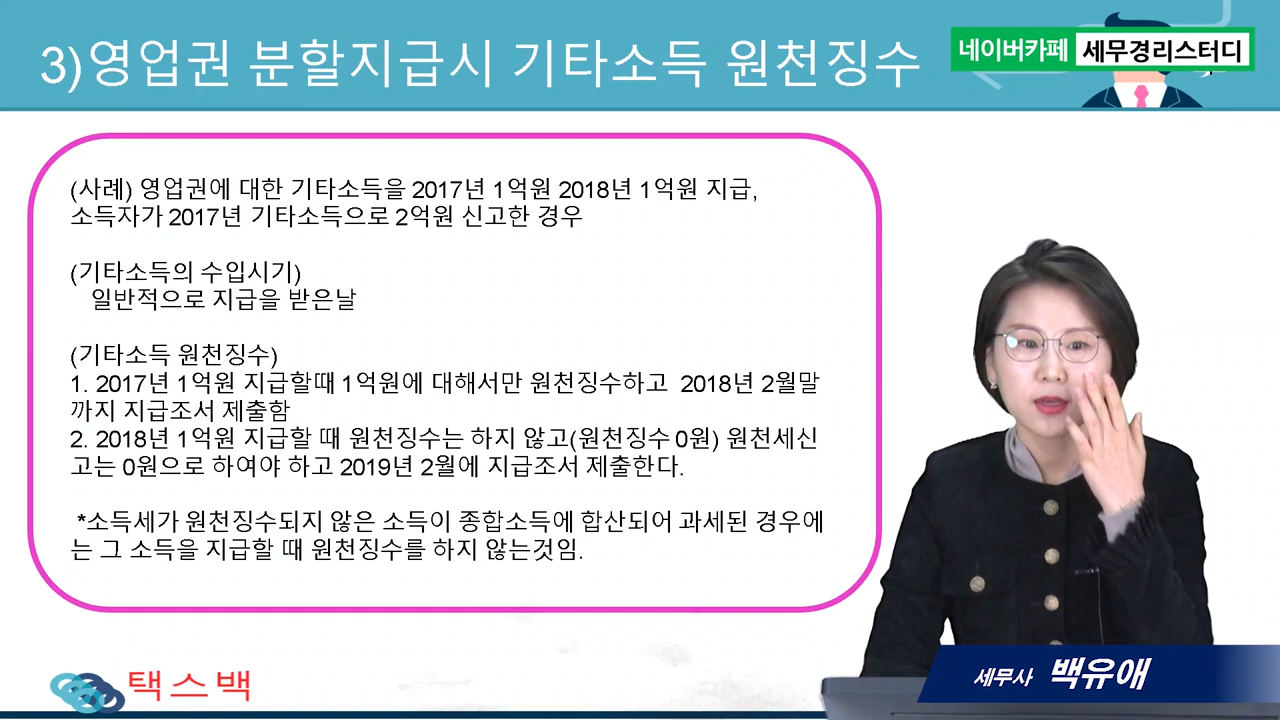 3)영업권 분할지급시 기타소득 원천징수
네이버카페 세무경리스터디
(사례) 영업권에 대한 기타소득을 2017년 1억원 2018년 1억원 지급,
소득자가 2017년 기타소득으로 2억원 신고한 경우
(기타소득의 수입시기)
일반적으로 지급을 받은날
(기타소득 원천징수)
1. 2017년 1억원 지급할때 1억원에 대해서만 원천징수하고 2018년 2월말
까지 지급조서 제출함
2. 2018년 1억원 지급할 때 원천징수는 하지 않고(원천징수 0원) 원천세신
고는 0원으로 하여야 하고 2019년 2월에 지급조서 제출한다.
*소득세가 원천징수되지 않은 소득이 종합소득에 합산되어 과세된 경우에
는 그 소득을 지급할 때 원천징수를 하지 않는것임.
택스백
세무사 백유애